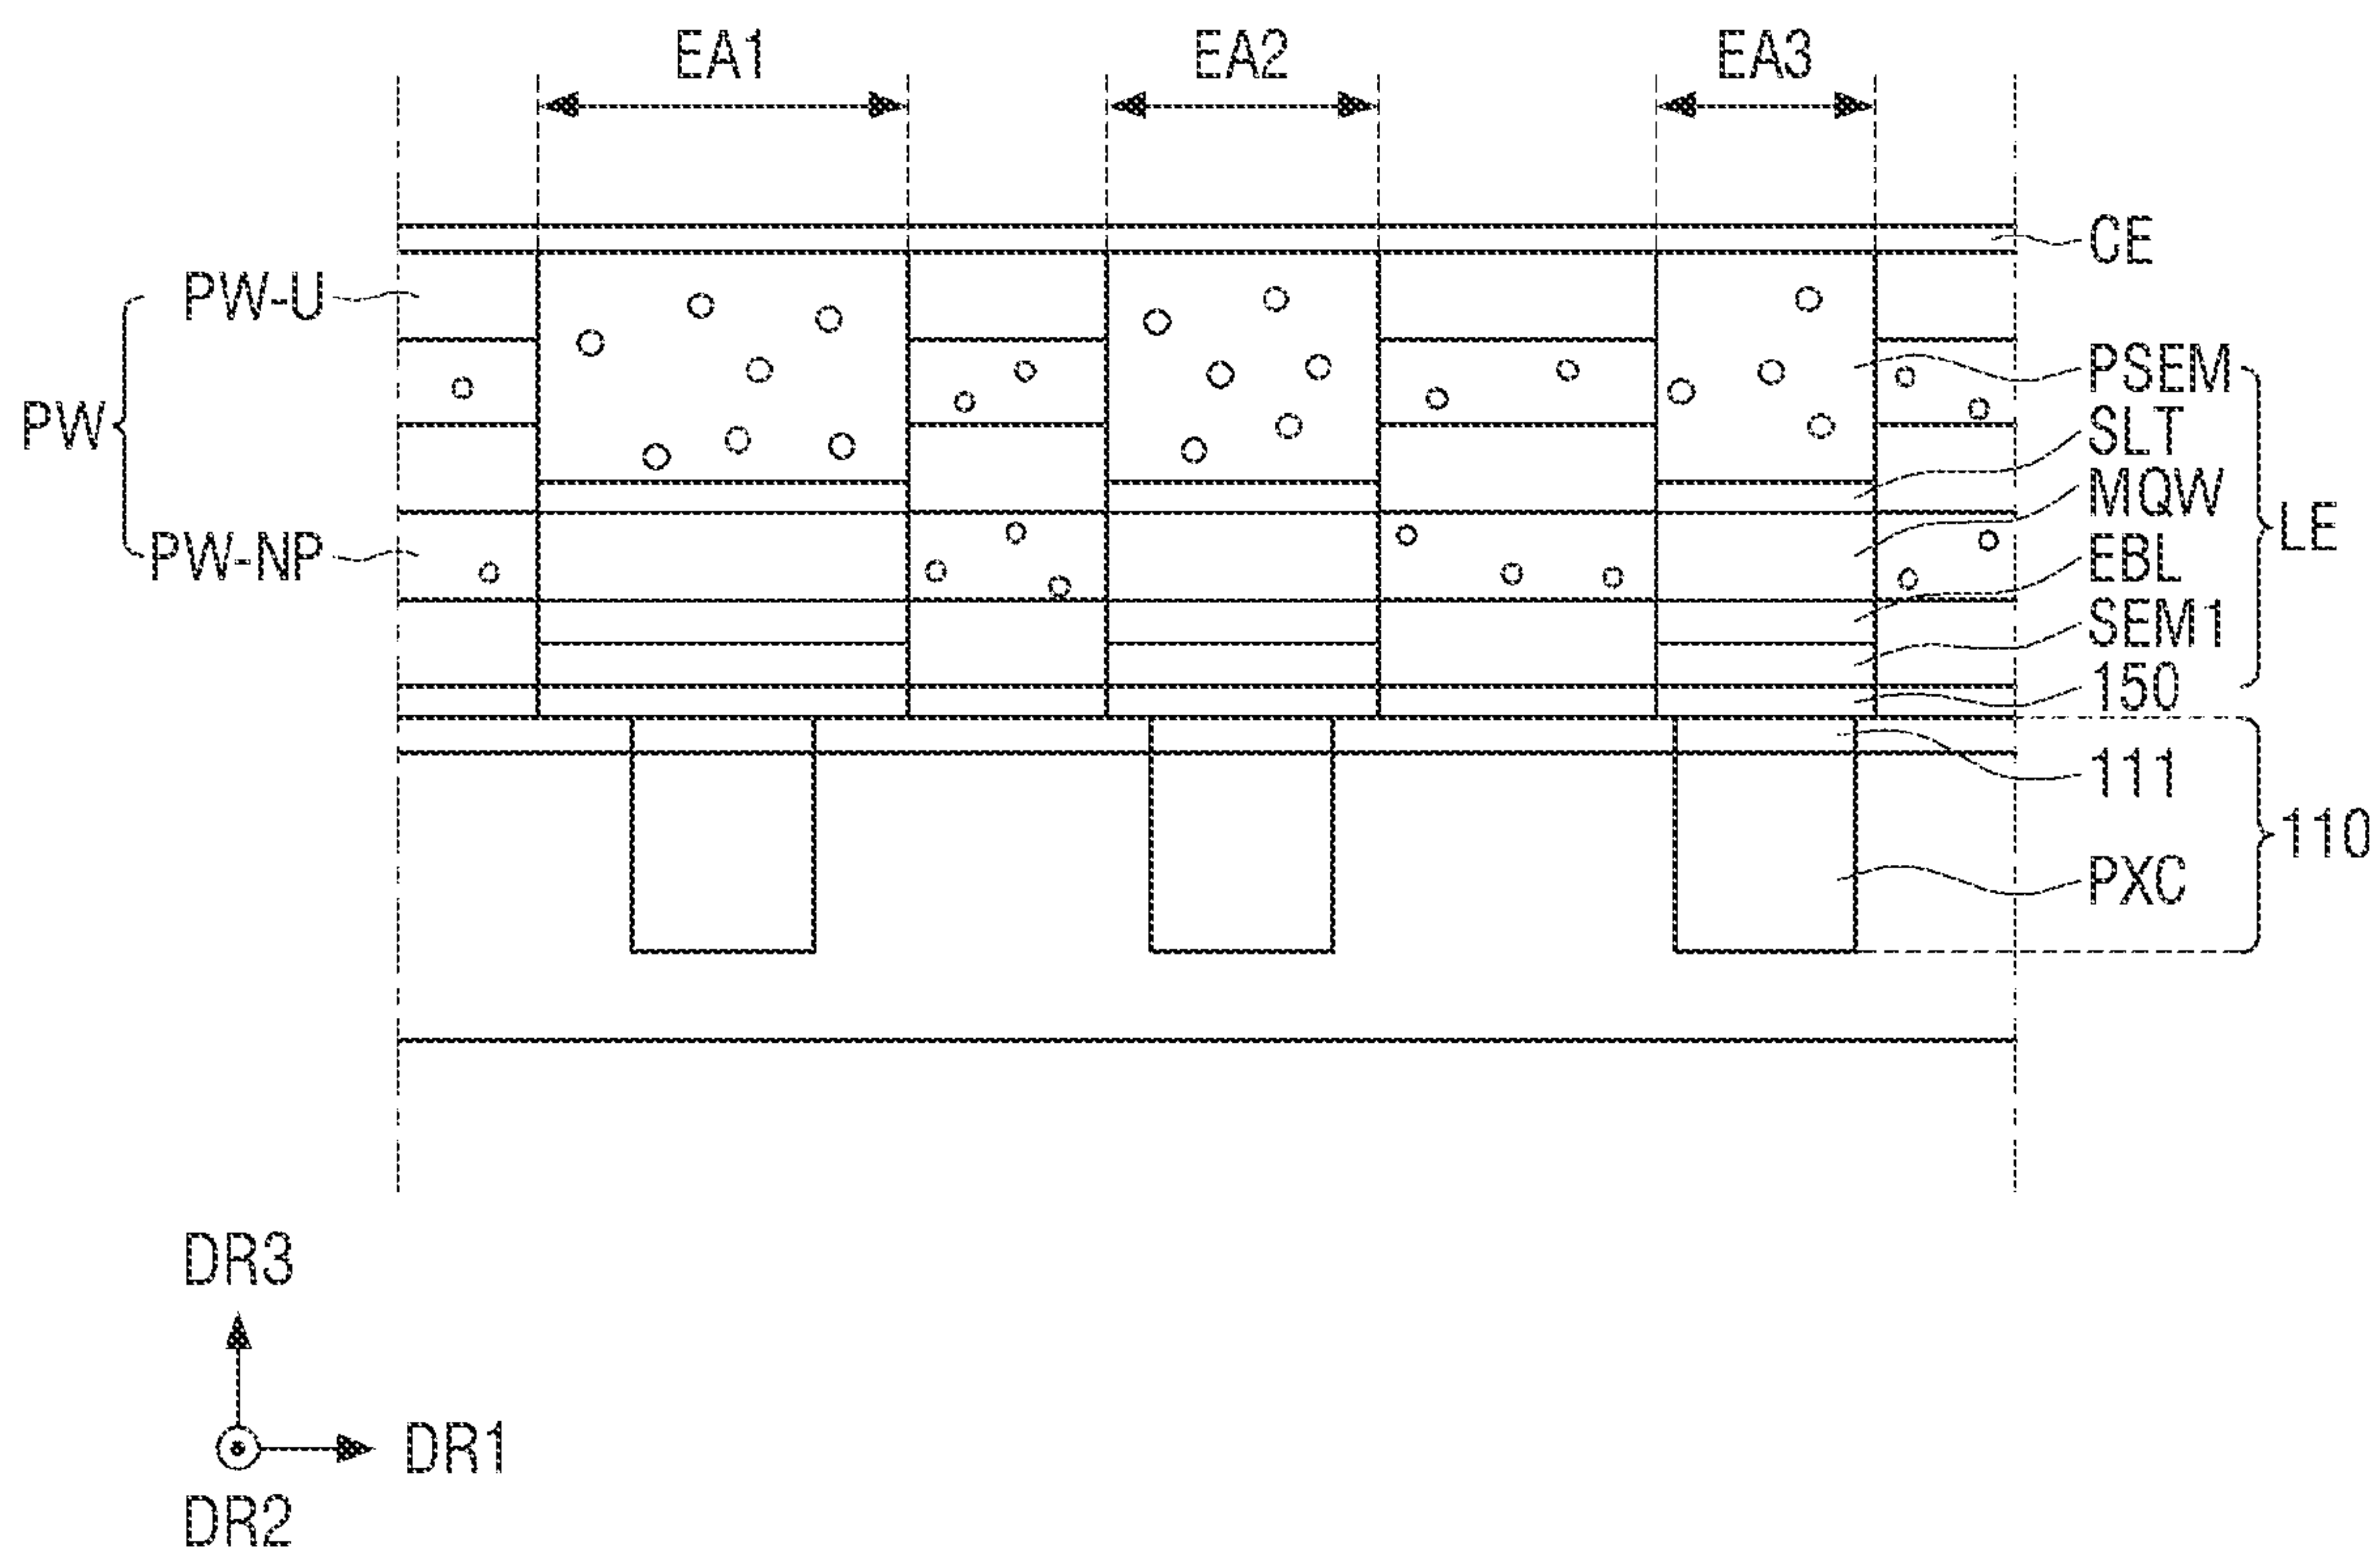 EA1 EA2 EA3
CE
PW-U
PSEM
PW
SLT
MQW
LE
PW-NP
EBL
SEM1
150
111
110
PXC
DR3
DR1
DR2